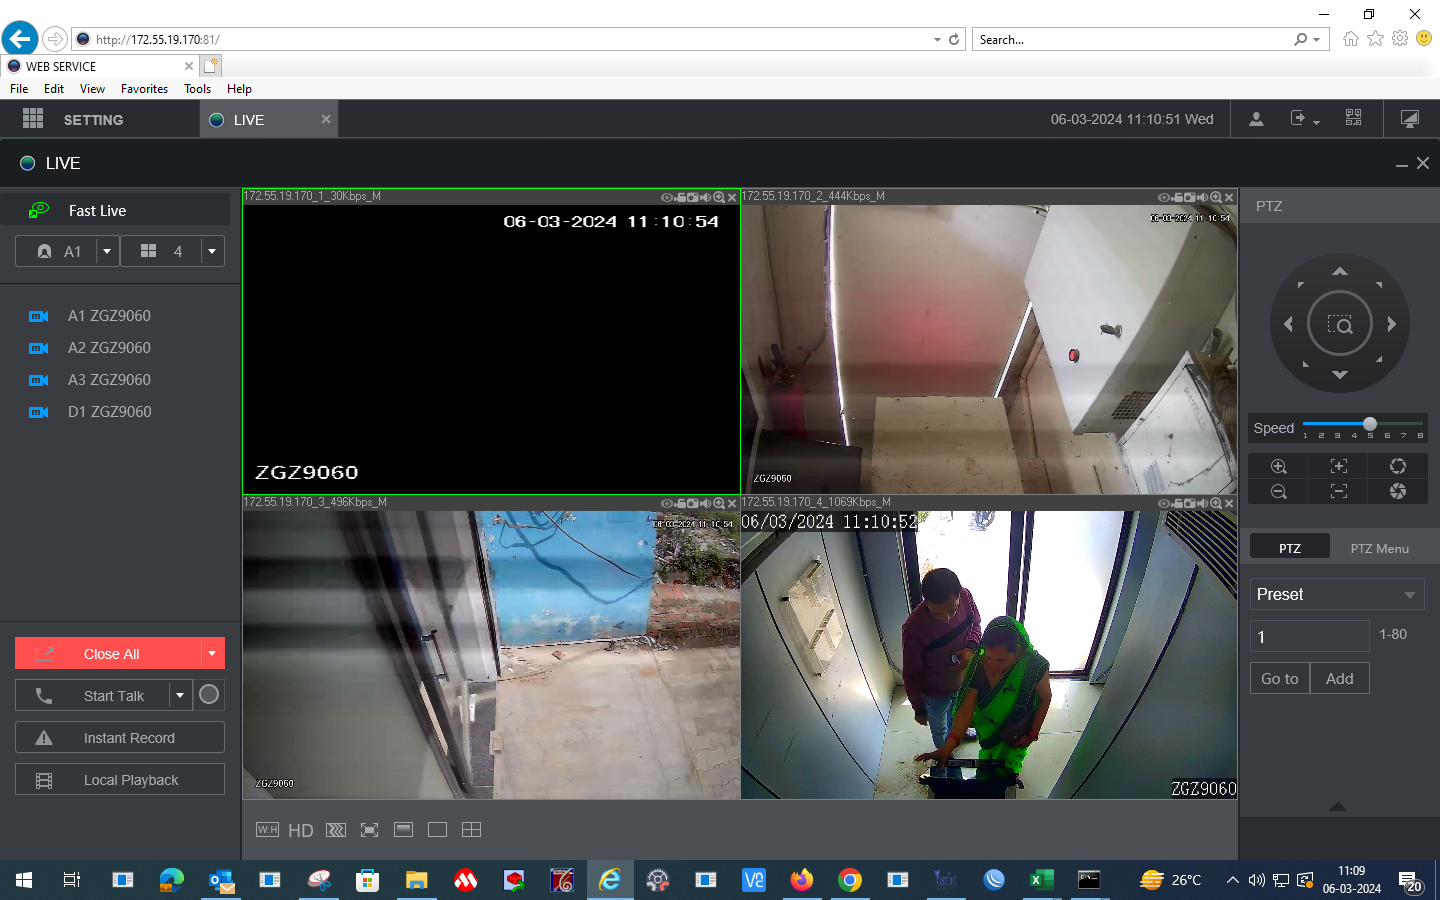 http://172.55.19.170:81/
Search...
WEB SERVICE
File Edit View Favorites Tools Help
SETTING
LIVE
06-03-2024 11:10:51 Wed
LIVE
Fast Live
A1
4
A1 ZGZ9060
A2 ZGZ9060
A3 ZGZ9060
D1 ZGZ9060
Close All
Start Talk
Instant Record
Local Playback
172.55.19.170_1_30Kbps_M
06-03-2024 11:10:54
ZGZ9060
172.55.19.170_2_444Kbps_M
06-03-2024 11:10:54
ZGZ9060
172.55.19.170_3_496Kbps_M
06-03-2024 11:10:54
ZGZ9060
172.55.19.170_4_1069Kbps_M
06/03/2024 11:10:52
ZGZ9060
W:H HD
PTZ
Speed
1 2 3 4 5 6 7 8
PTZ PTZ Menu
Preset
1
1-80
Go to Add
26°C
11:09
06-03-2024
20